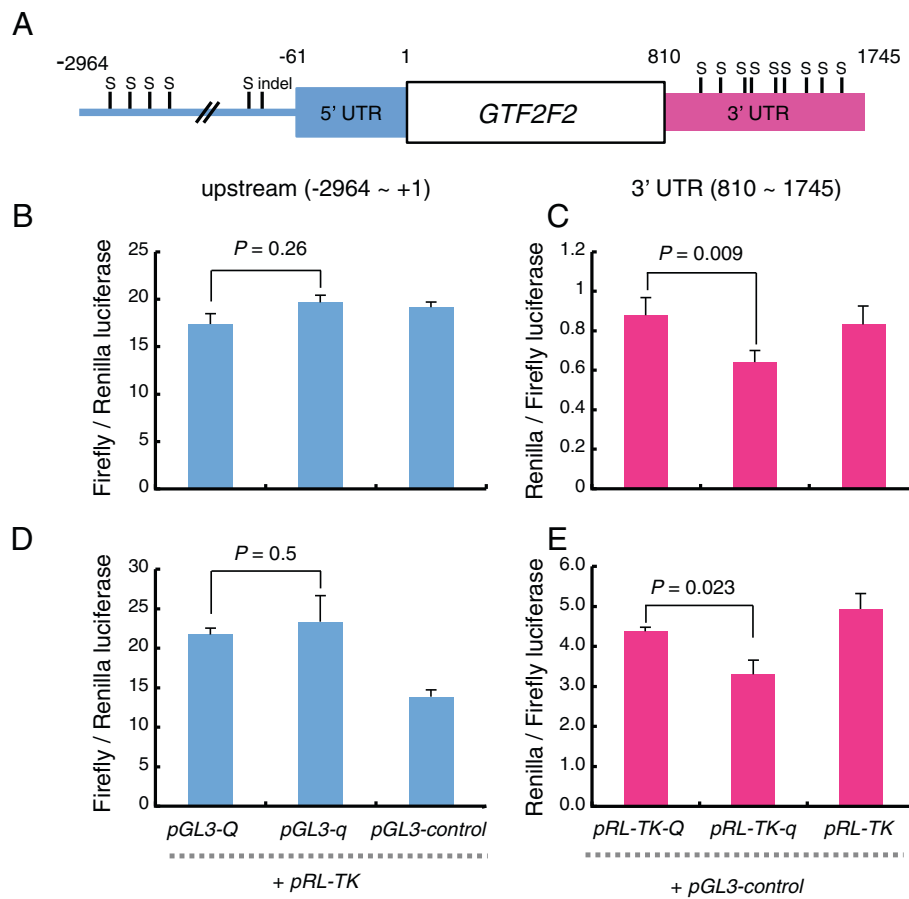 A
-2964
S S S S
S indel
-61
1
810
S S S S S S S S S
1745
5' UTR
GTF2F2
3' UTR
upstream (-2964 ~ +1)
3' UTR (810 ~ 1745)
B
Firefly / Renilla luciferase
25
20
15
10
5
0
P = 0.26
C
Renilla / Firefly luciferase
1.2
1
0.8
0.6
0.4
0.2
0
P = 0.009
D
Firefly / Renilla luciferase
30
25
20
15
10
5
0
P = 0.5
pGL3-Q
pGL3-q
pGL3-control
+ pRL-TK
E
Renilla / Firefly luciferase
5.0
4.0
3.0
2.0
1.0
0.0
P = 0.023
pRL-TK-Q
pRL-TK-q
pRL-TK
+ pGL3-control